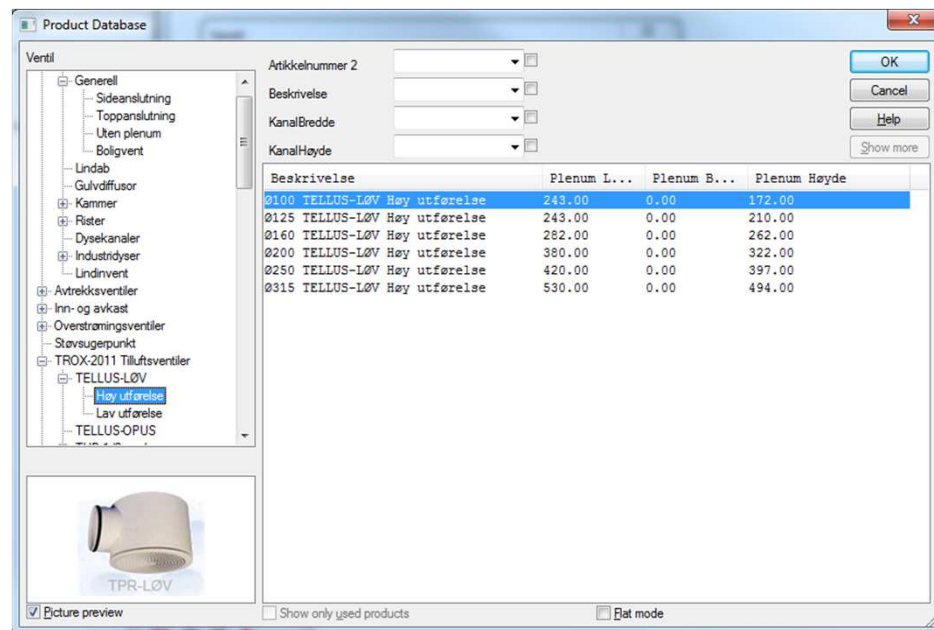 Product Database
Ventil
Generell
Sideanslutning
Toppanslutning
Uten plenum
Boligvent
Lindab
Gulvdiffusor
Kammer
Rister
Dysekanaler
Industridyser
Lindinvent
Avtrekksventiler
Inn- og avkast
Overstrømingsventiler
Støvsugerpunkt
TROX-2011 Tilluftsventiler
TELLUS-LØV
Høy utførelse
Lav utførelse
TELLUS-OPUS
TPR-LØV
Picture preview
Artikkelnummer 2
Beskrivelse
KanalBredde
KanalHøyde
OK
Cancel
Help
Show more
Beskrivelse Plenum L... Plenum B... Plenum Høyde
Ø100 TELLUS-LØV Høy utførelse 243.00 0.00 172.00
Ø125 TELLUS-LØV Høy utførelse 243.00 0.00 210.00
Ø160 TELLUS-LØV Høy utførelse 282.00 0.00 262.00
Ø200 TELLUS-LØV Høy utførelse 380.00 0.00 322.00
Ø250 TELLUS-LØV Høy utførelse 420.00 0.00 397.00
Ø315 TELLUS-LØV Høy utførelse 530.00 0.00 494.00
Show only used products
Flat mode